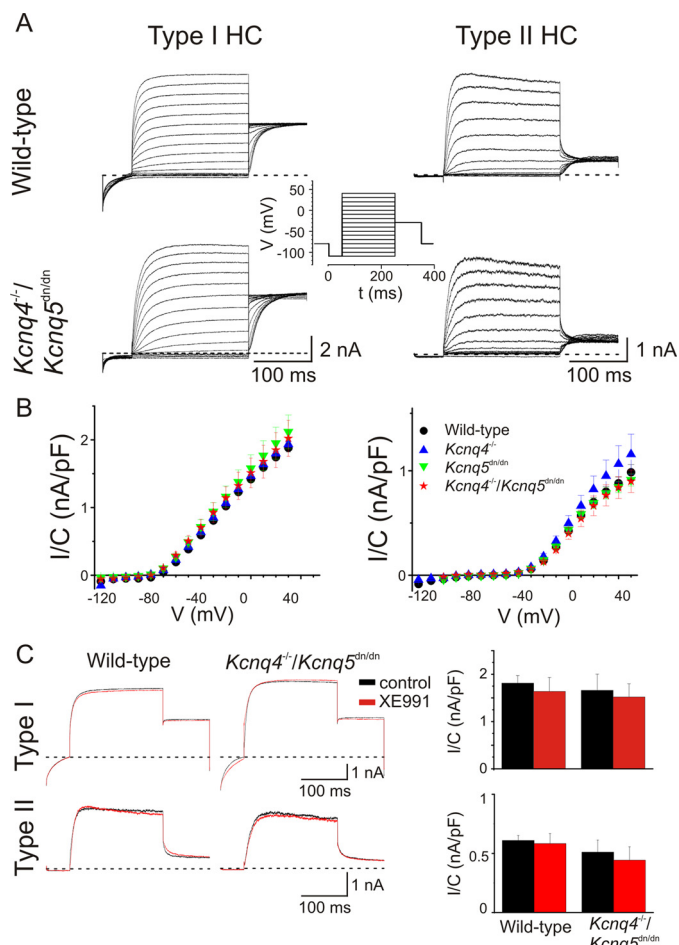 A
Type I HC
Type II HC
Wild-type
Kcnq4-/-/
Kcnq5dn/dn
50
0
-50
-100
V (mV)
0
200
400
t (ms)
2 nA
100 ms
1 nA
100 ms
B
2
1
0
I/C (nA/pF)
-120
-80
-40
0
40
V (mV)
1
0
I/C (nA/pF)
-120
-80
-40
0
40
V (mV)
Wild-type
Kcnq4-/-
Kcnq5dn/dn
Kcnq4-/-/Kcnq5dn/dn
C
Wild-type
Kcnq4-/-/Kcnq5dn/dn
control
XE991
Type I
1 nA
100 ms
Type II
1 nA
100 ms
2
2
1
0
I/C (nA/pF)
1
0.5
0
I/C (nA/pF)
Wild-type
Kcnq4-/-/
Kcnq5dn/dn